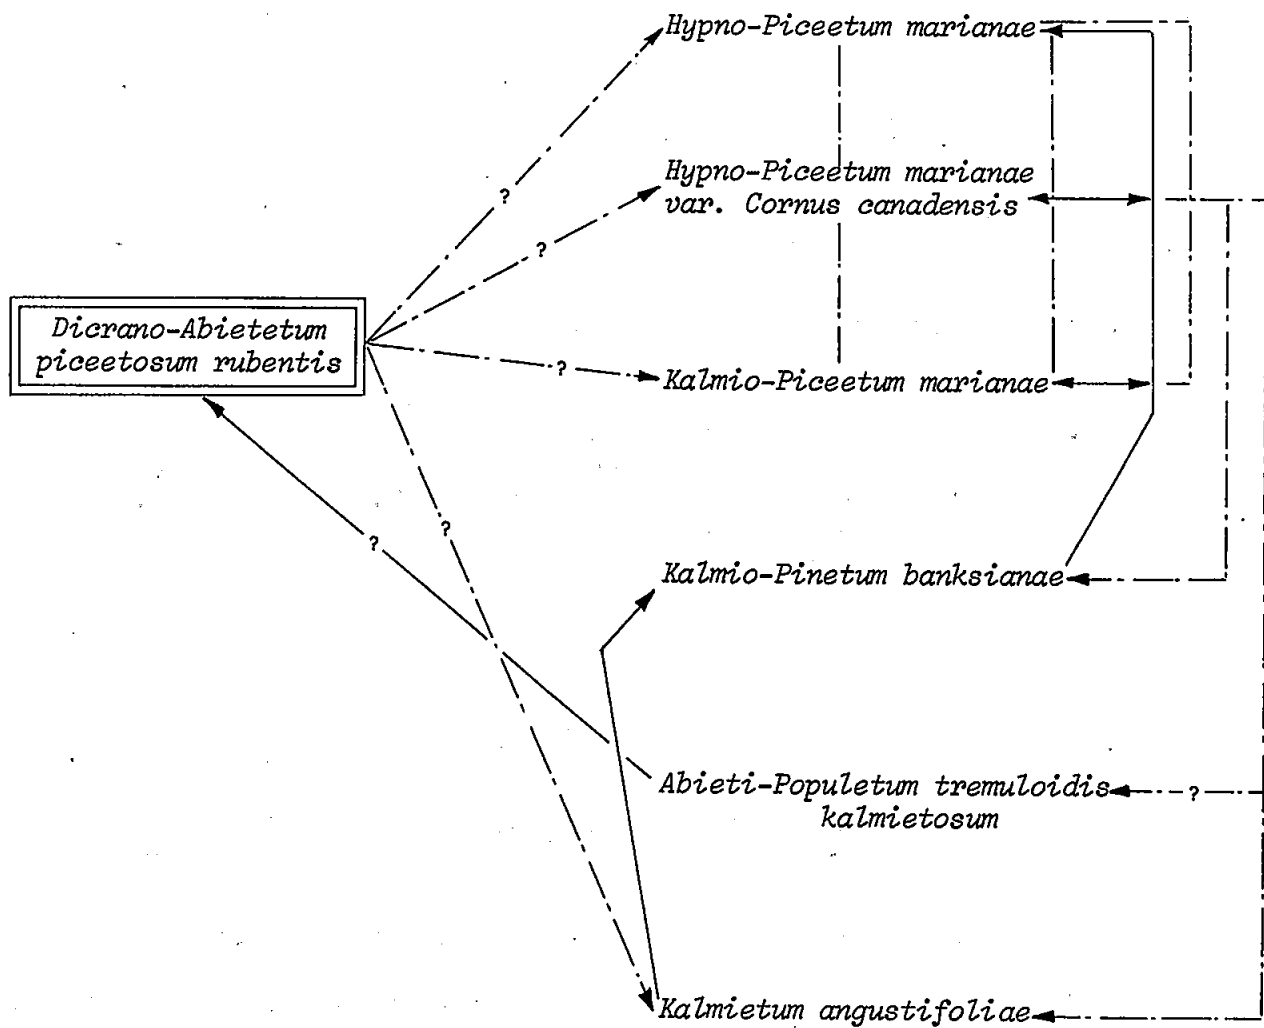 Hypno-Piceetum marianae
?
Hypno-Piceetum marianae
var. Cornus canadensis
?
Dicrano-Abietetum
piceetosum rubentis
?
Kalmio-Piceetum marianae
?
?
Kalmio-Pinetum banksianae
Abieti-Populetum tremuloidis
?
kalmietosum
Kalmietum angustifoliae